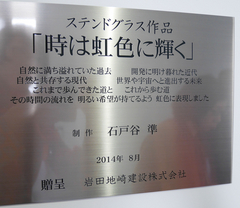 ステンドグラス作品
「時は虹色に輝く」
自然に満ち溢れていた過去　開発に明け暮れた近代
自然と共存する現代　世界や宇宙へと進出する未来
これまで歩んできた道と　これから歩む道
その時間の流れを 明るい希望が持てるよう 虹色に表現しました
制作　石戸谷 準
2014年 8月
贈呈　岩田地崎建設株式会社